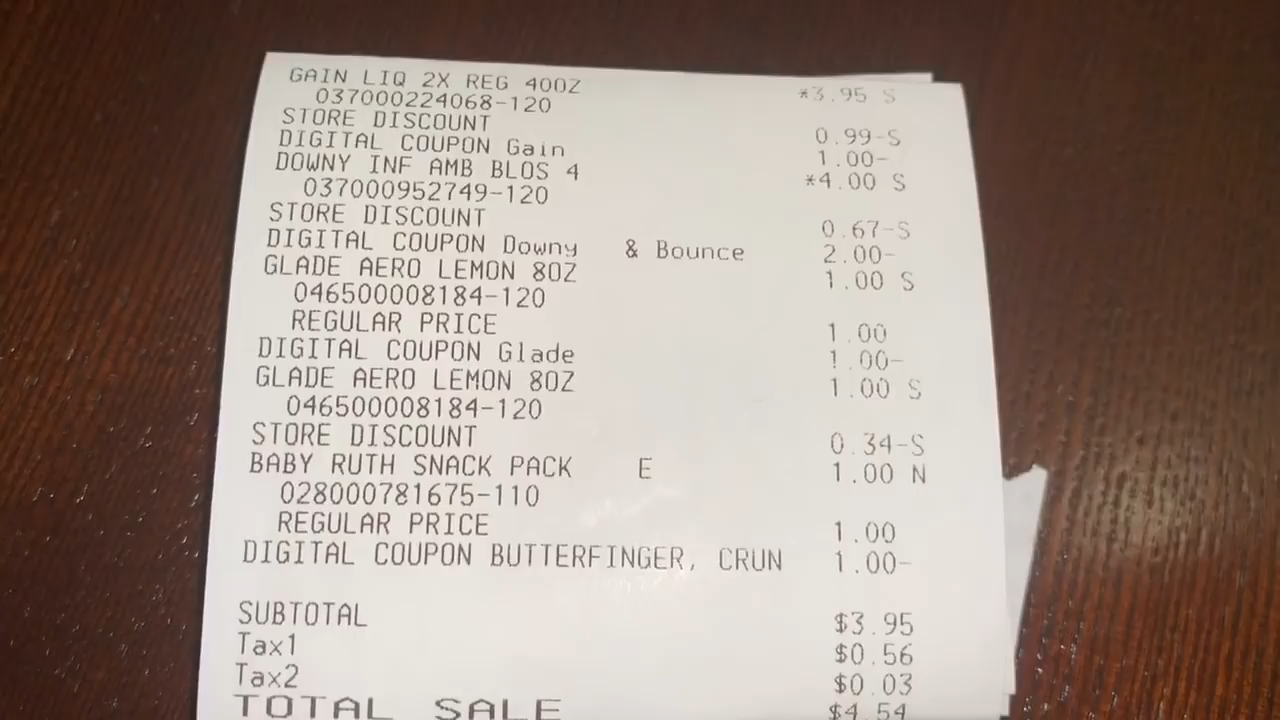 GAIN LIQ 2X REG 40OZ *3.95 S
037000224068-120
STORE DISCOUNT 0.99-S
DIGITAL COUPON Gain 1.00-
DOWNY INF AMB BLOS 4 *4.00 S
037000952749-120
STORE DISCOUNT 0.67-S
DIGITAL COUPON Downy & Bounce 2.00-
GLADE AERO LEMON 8OZ 1.00 S
046500008184-120
REGULAR PRICE 1.00
DIGITAL COUPON Glade 1.00-
GLADE AERO LEMON 8OZ 1.00 S
046500008184-120
STORE DISCOUNT 0.34-S
BABY RUTH SNACK PACK E 1.00 N
028000781675-110
REGULAR PRICE 1.00
DIGITAL COUPON BUTTERFINGER, CRUN 1.00-
SUBTOTAL $3.95
Tax1 $0.56
Tax2 $0.03
TOTAL SALE $4.54